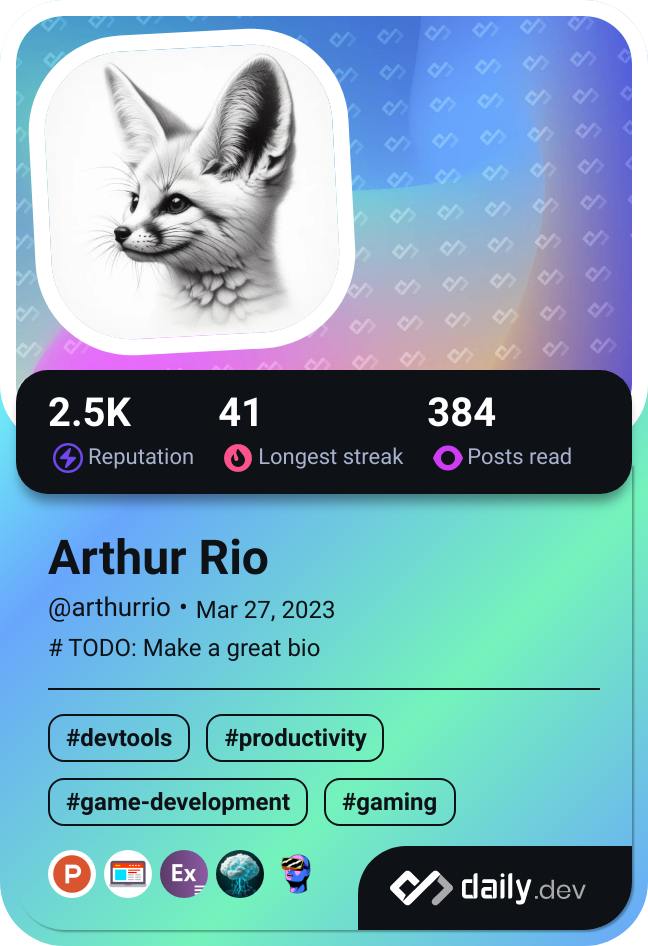 2.5K 41 384
Reputation Longest streak Posts read
Arthur Rio
@arthurrio • Mar 27, 2023
# TODO: Make a great bio
#devtools #productivity
#game-development #gaming
P Ex daily.dev